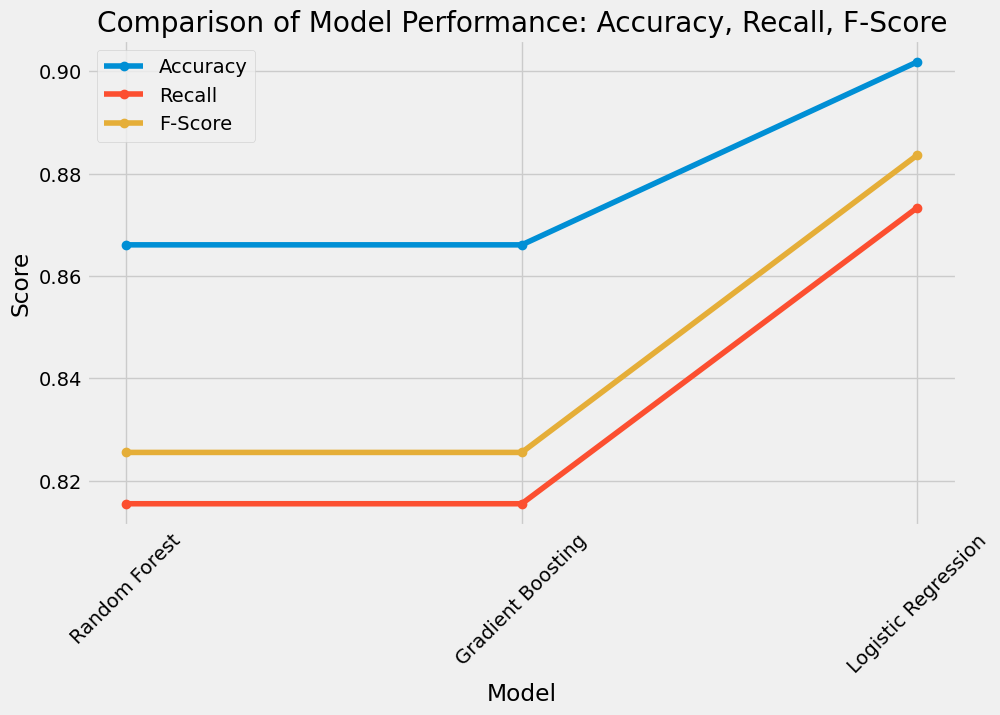 Comparison of Model Performance: Accuracy, Recall, F-Score
Accuracy
Recall
F-Score
0.90
0.88
0.86
0.84
0.82
Score
Random Forest
Gradient Boosting
Logistic Regression
Model